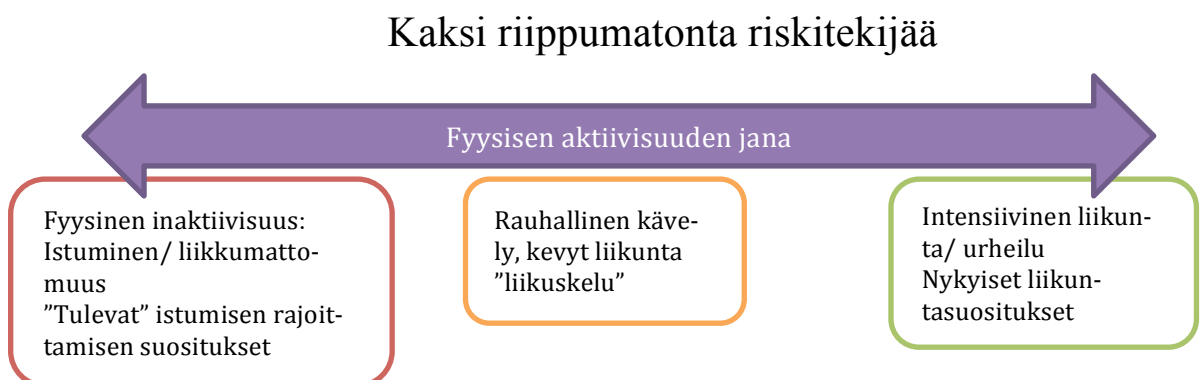 Kaksi riippumatonta riskitekijää
Fyysisen aktiivisuuden jana
Fyysinen inaktiivisuus:
Istuminen/ liikkumatto-
muus
”Tulevat” istumisen rajoit-
tamisen suositukset
Rauhallinen käve-
ly, kevyt liikunta
”liikuskelu”
Intensiivinen liikun-
ta/ urheilu
Nykyiset liikun-
tasuositukset